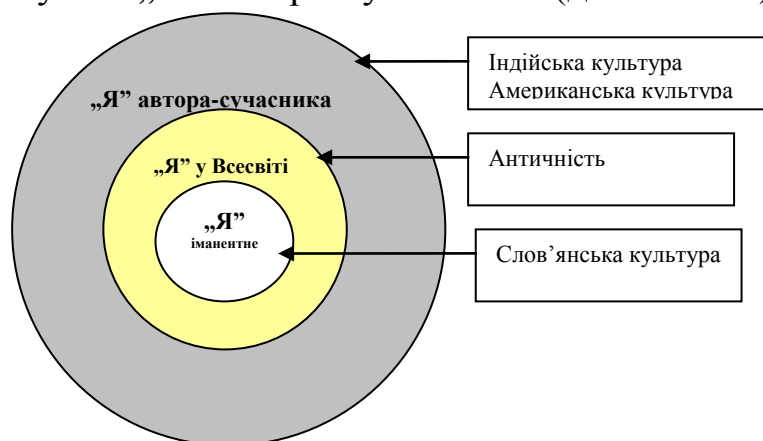 Індійська культура
Американська культура
„Я” автора-сучасника
Античність
„Я” у Всесвіті
„Я”
іманентне
Слов’янська культура